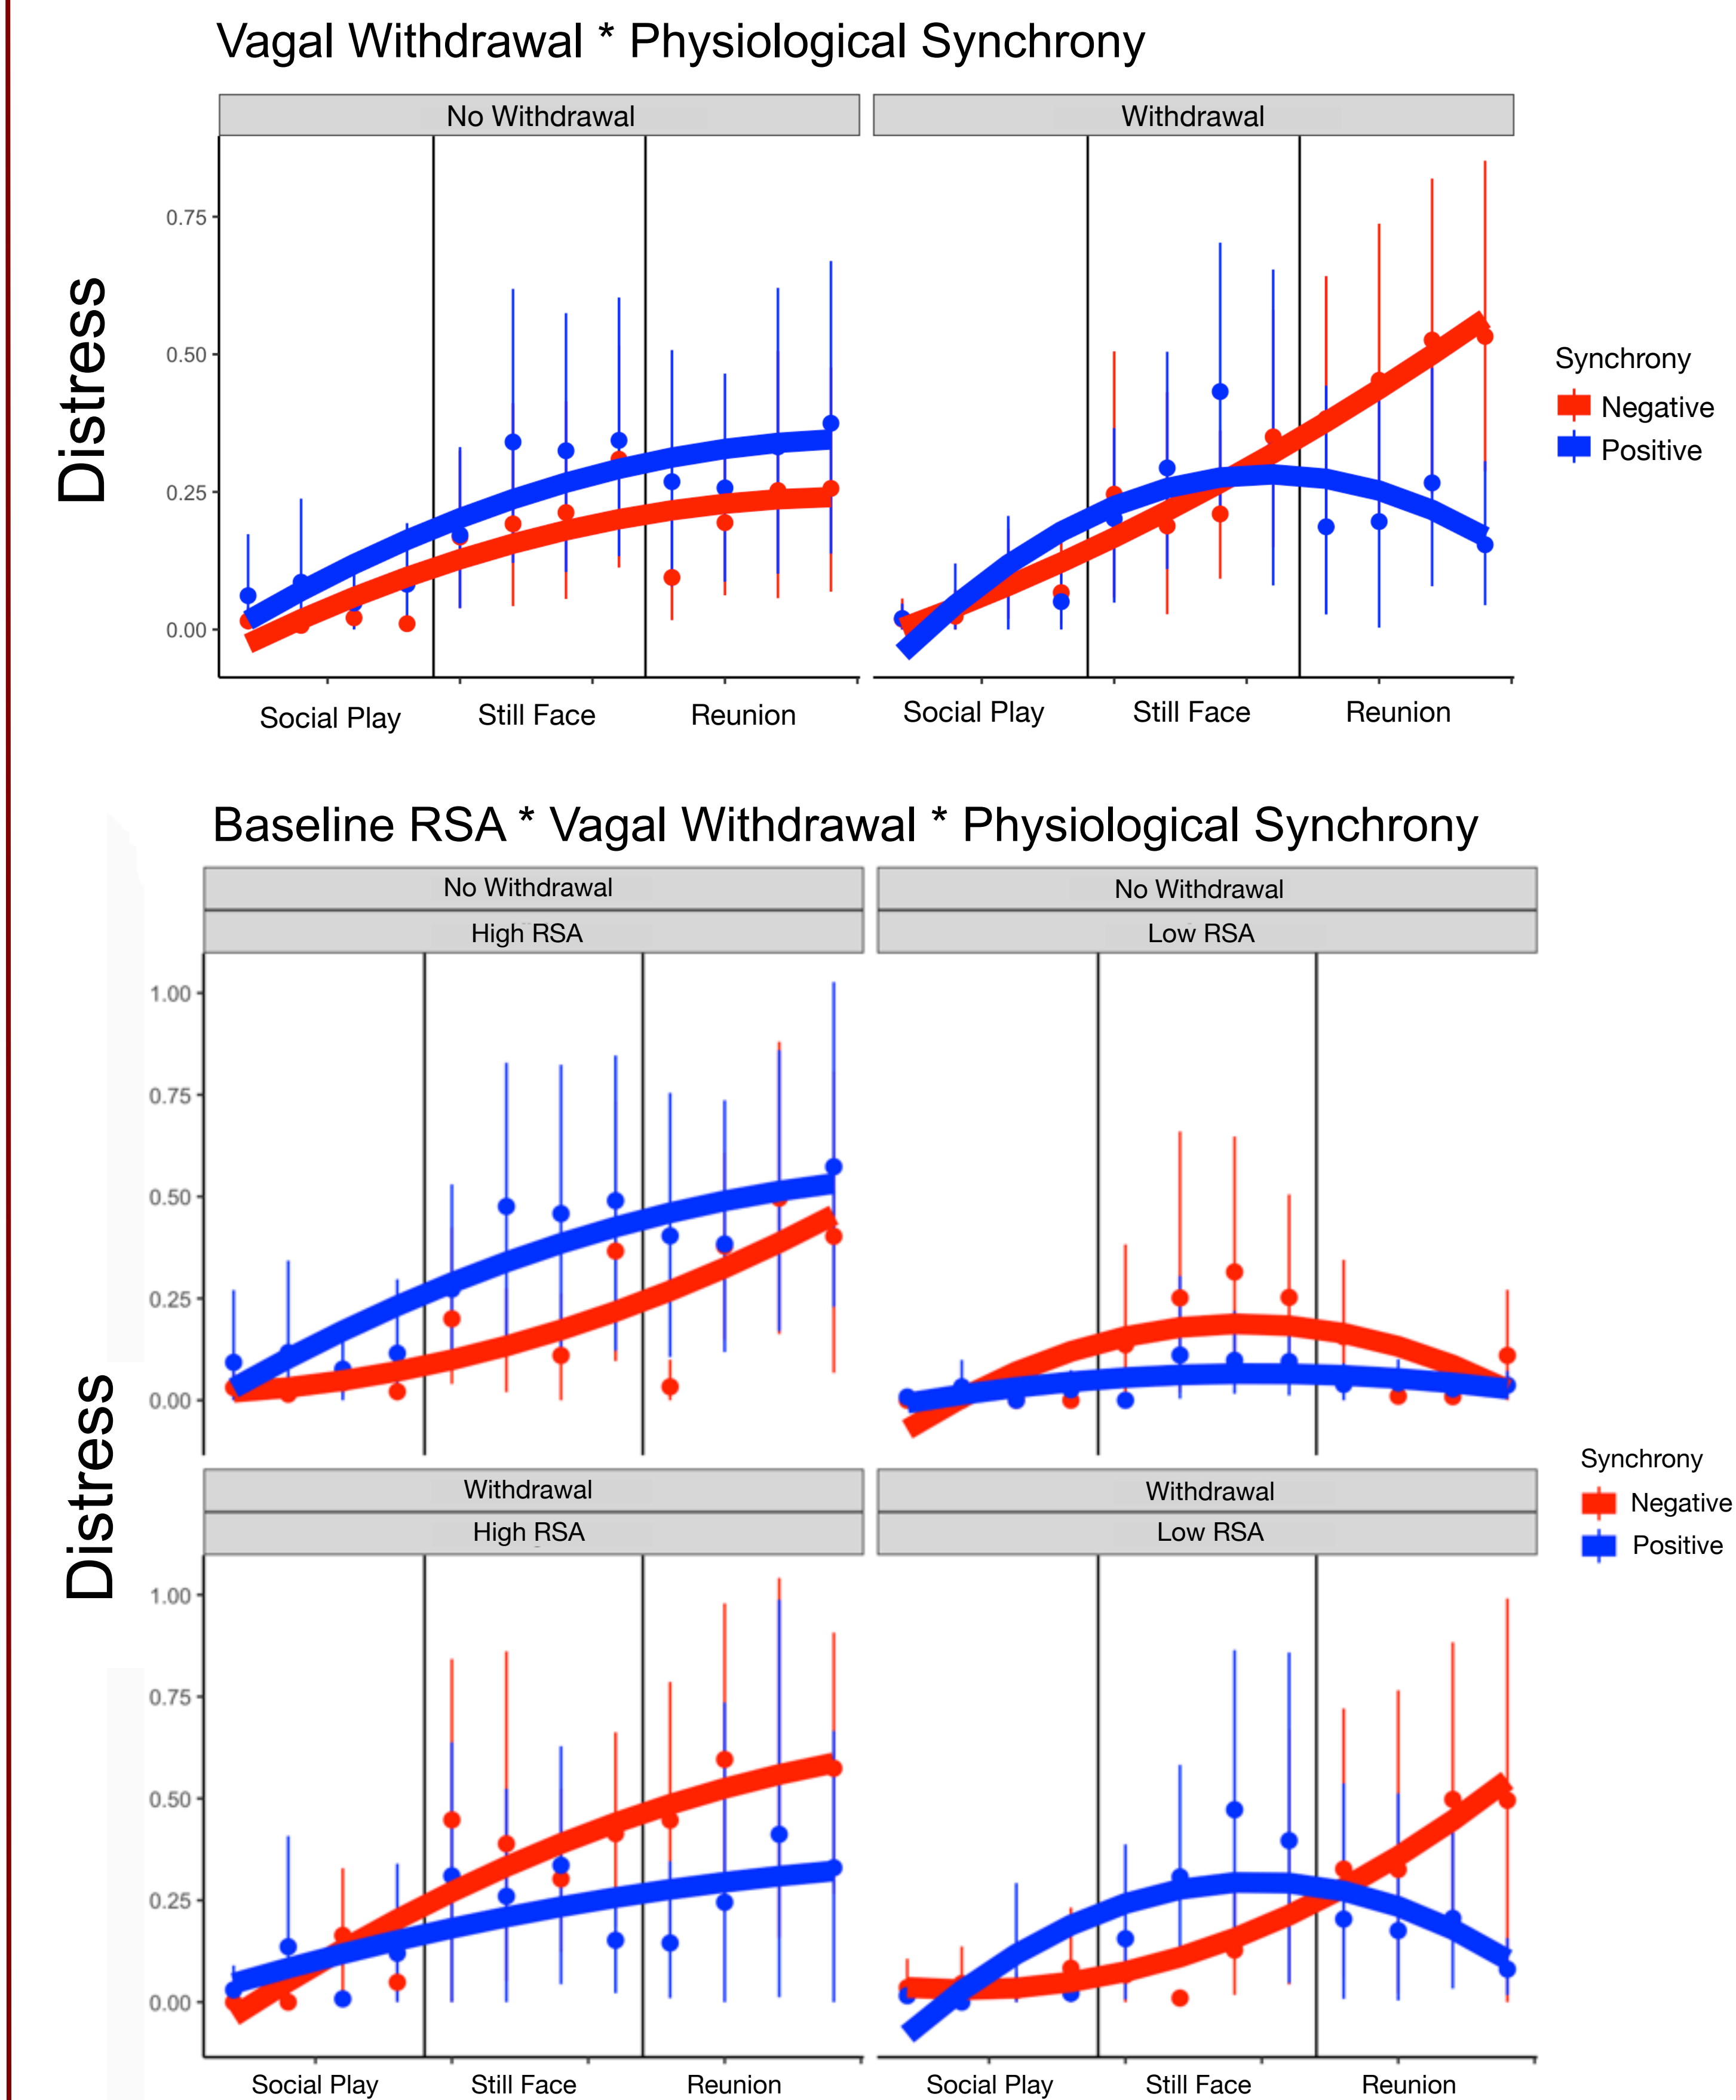 Vagal Withdrawal * Physiological Synchrony
No Withdrawal
Withdrawal
Distress
0.75
0.50
0.25
0.00
Synchrony
Negative
Positive
Social Play Still Face Reunion
Social Play Still Face Reunion
Baseline RSA * Vagal Withdrawal * Physiological Synchrony
No Withdrawal
High RSA
No Withdrawal
Low RSA
Distress
1.00
0.75
0.50
0.25
0.00
Synchrony
Negative
Positive
Withdrawal
High RSA
Withdrawal
Low RSA
1.00
0.75
0.50
0.25
0.00
Social Play Still Face Reunion
Social Play Still Face Reunion